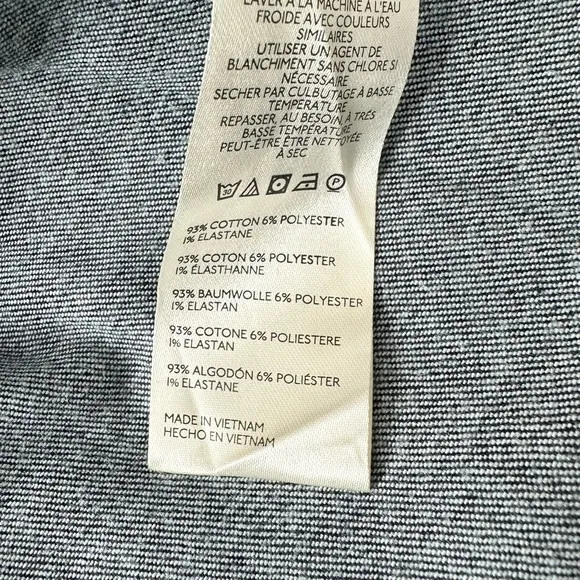 LAVER À LA MACHINE À L'EAU
FROIDE AVEC COULEURS
SIMILAIRES
UTILISER UN AGENT DE
BLANCHIMENT SANS CHLORE SI
NÉCESSAIRE
SECHER PAR CULBUTAGE À BASSE
TEMPÉRATURE
REPASSER, AU BESOIN À TRÈS
BASSE TEMPÉRATURE
PEUT-ÊTRE ÊTRE NETTOYÉE
À SEC
30 P
93% COTTON 6% POLYESTER
1% ELASTANE
93% COTON 6% POLYESTER
1% ÉLASTHANNE
93% BAUMWOLLE 6% POLYESTER
1% ELASTAN
93% COTONE 6% POLIESTERE
1% ELASTAN
93% ALGODÓN 6% POLIÉSTER
1% ELASTANE
MADE IN VIETNAM
HECHO EN VIETNAM